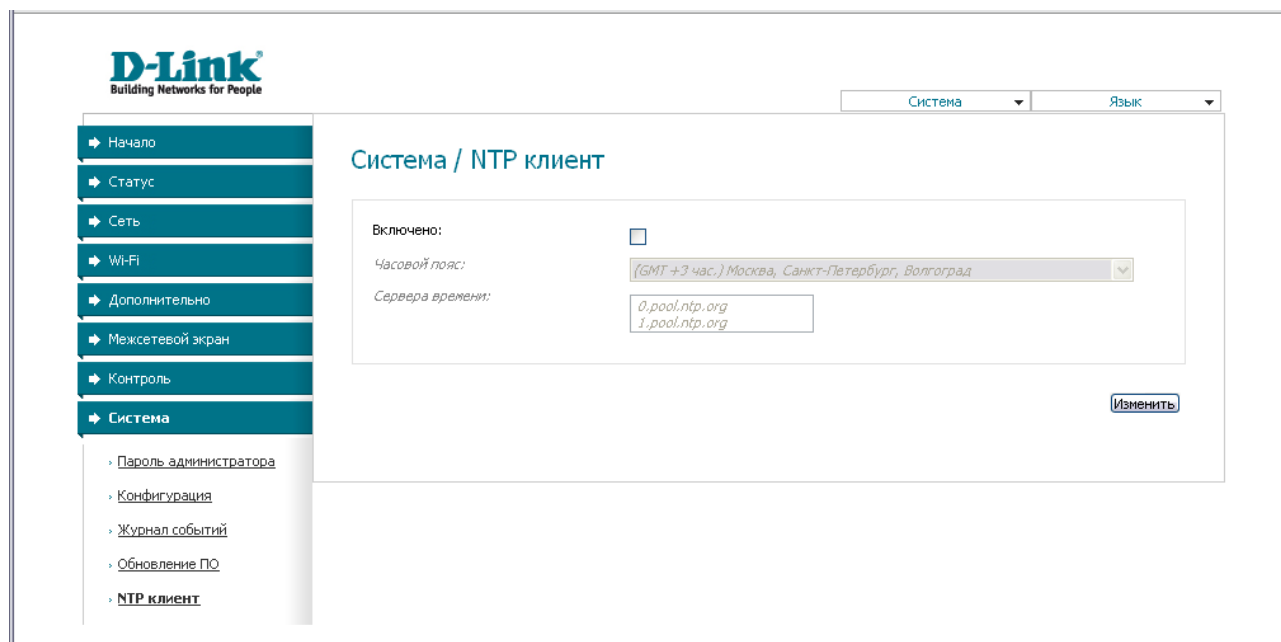 D-Link
Building Networks for People
Система
Язык
Начало
Статус
Сеть
Wi-Fi
Дополнительно
Межсетевой экран
Контроль
Система
Пароль администратора
Конфигурация
Журнал событий
Обновление ПО
NTP клиент
Система / NTP клиент
Включено:
Часовой пояс:
(GMT +3 час.) Москва, Санкт-Петербург, Волгоград
Сервера времени:
0.pool.ntp.org
1.pool.ntp.org
Изменить